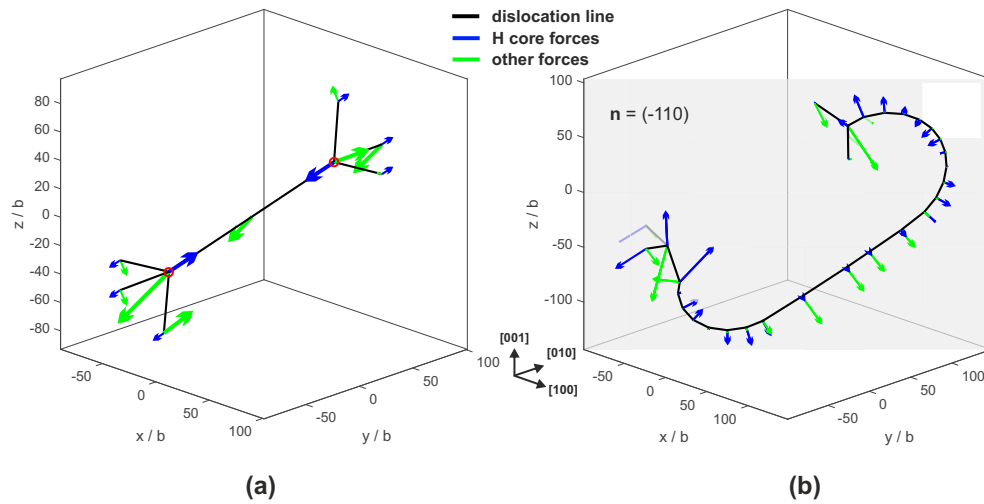 dislocation line
H core forces
other forces
80
60
40
20
0
-20
-40
-60
-80
z / b
-50
0
50
100
x / b
-50
0
50
100
y / b
[001]
[010]
[100]
n = (-110)
100
50
0
-50
-100
z / b
-50
0
50
100
x / b
-50
0
50
100
y / b
(a)
(b)